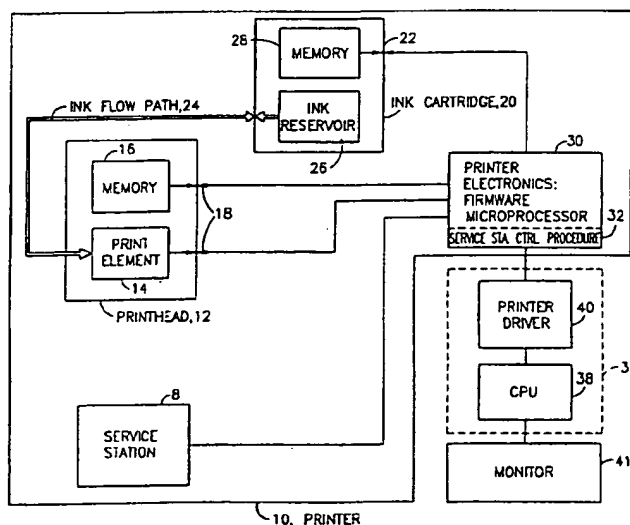 28
MEMORY
22
INK FLOW PATH,24
INK
RESERVOIR
INK CARTRIDGE,20
26
16
MEMORY
18
PRINT
ELEMENT
14
PRINTHEAD,12
30
PRINTER
ELECTRONICS:
FIRMWARE
MICROPROCESSOR
32
SERVICE STA. CTRL PROCEDURE
PRINTER
DRIVER
40
3
CPU
38
8
SERVICE
STATION
MONITOR
41
10, PRINTER